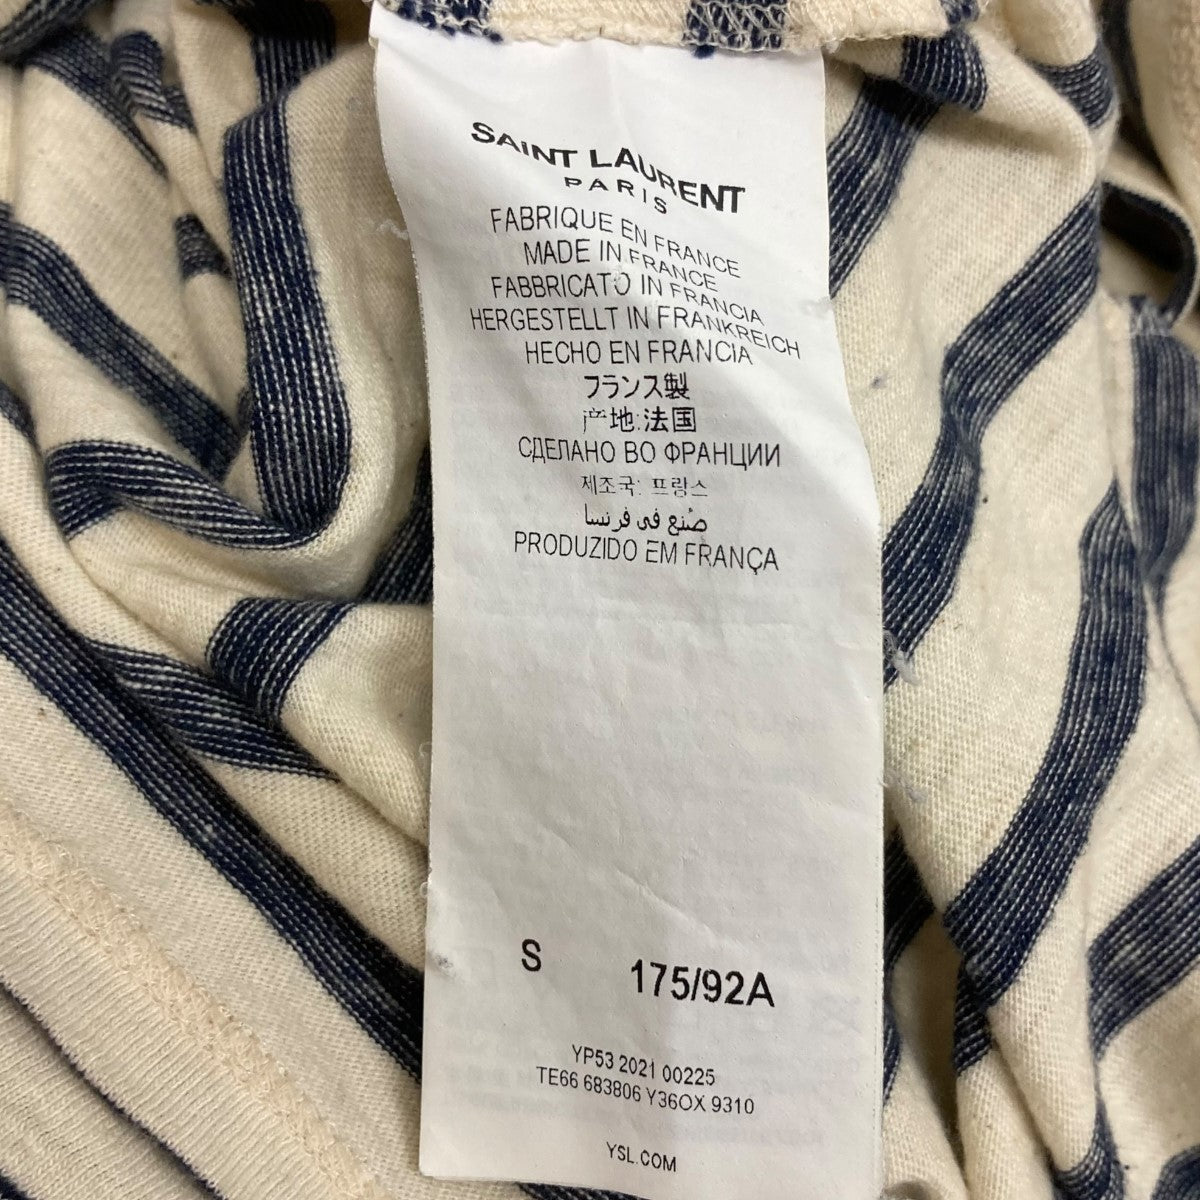 SAINT LAURENT
PARIS
FABRIQUE EN FRANCE
MADE IN FRANCE
FABBRICATO IN FRANCIA
HERGESTELLT IN FRANKREICH
HECHO EN FRANCIA
フランス製
产地:法国
СДЕЛАНО ВО ФРАНЦИИ
제조국: 프랑스
صُنع في فرنسا
PRODUZIDO EM FRANÇA
S 175/92A
YP53 2021 00225
TE66 683806 Y36OX 9310
YSL.COM